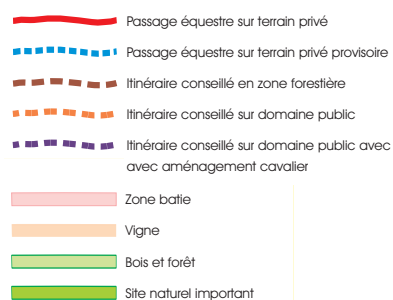 Passage équestre sur terrain privé
Passage équestre sur terrain privé provisoire
Itinéraire conseillé en zone forestière
Itinéraire conseillé sur domaine public
Itinéraire conseillé sur domaine public avec
avec aménagement cavalier
Zone batie
Vigne
Bois et forêt
Site naturel important